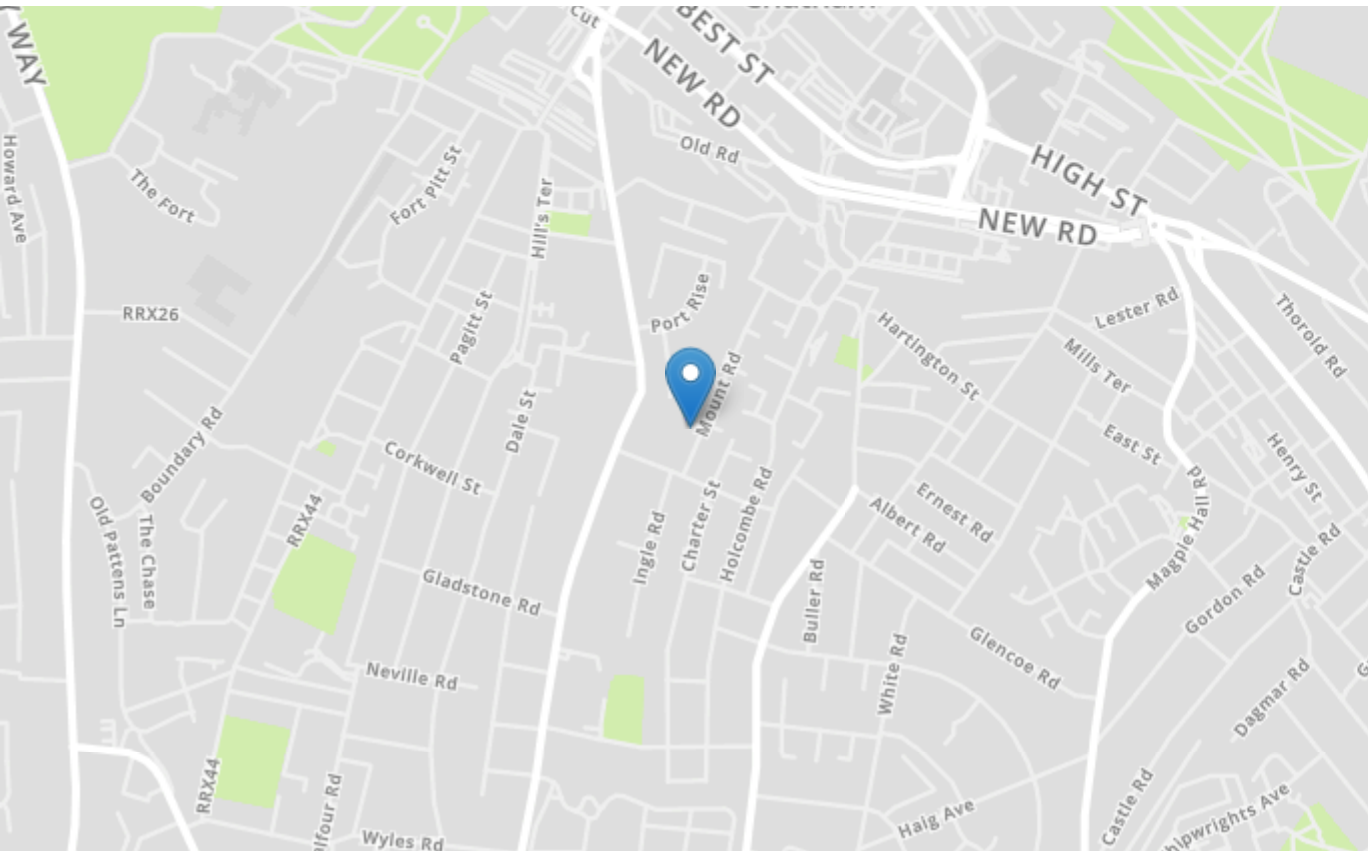 WAY
Cut
BEST ST
NEW RD
Old Rd
HIGH ST
NEW RD
Howard Ave
The Fort
Fort Pitt St
Hill's Ter
RRX26
Pagitt St
Port Rise
Mount Rd
Hartington St
Lester Rd
Mills Ter
Thorold Rd
Boundary Rd
Dale St
Corkwell St
East St
Henry St
RRX44
Old Pattens Ln
The Chase
Ingle Rd
Charter St
Holcombe Rd
Ernest Rd
Albert Rd
Magpie Hall Rd
Castle Rd
Gladstone Rd
Buller Rd
Gordon Rd
Glencoe Rd
Neville Rd
White Rd
Dagmar Rd
RRX44
lfour Rd
Wyles Rd
Haig Ave
Castle Rd
hipwrights Ave